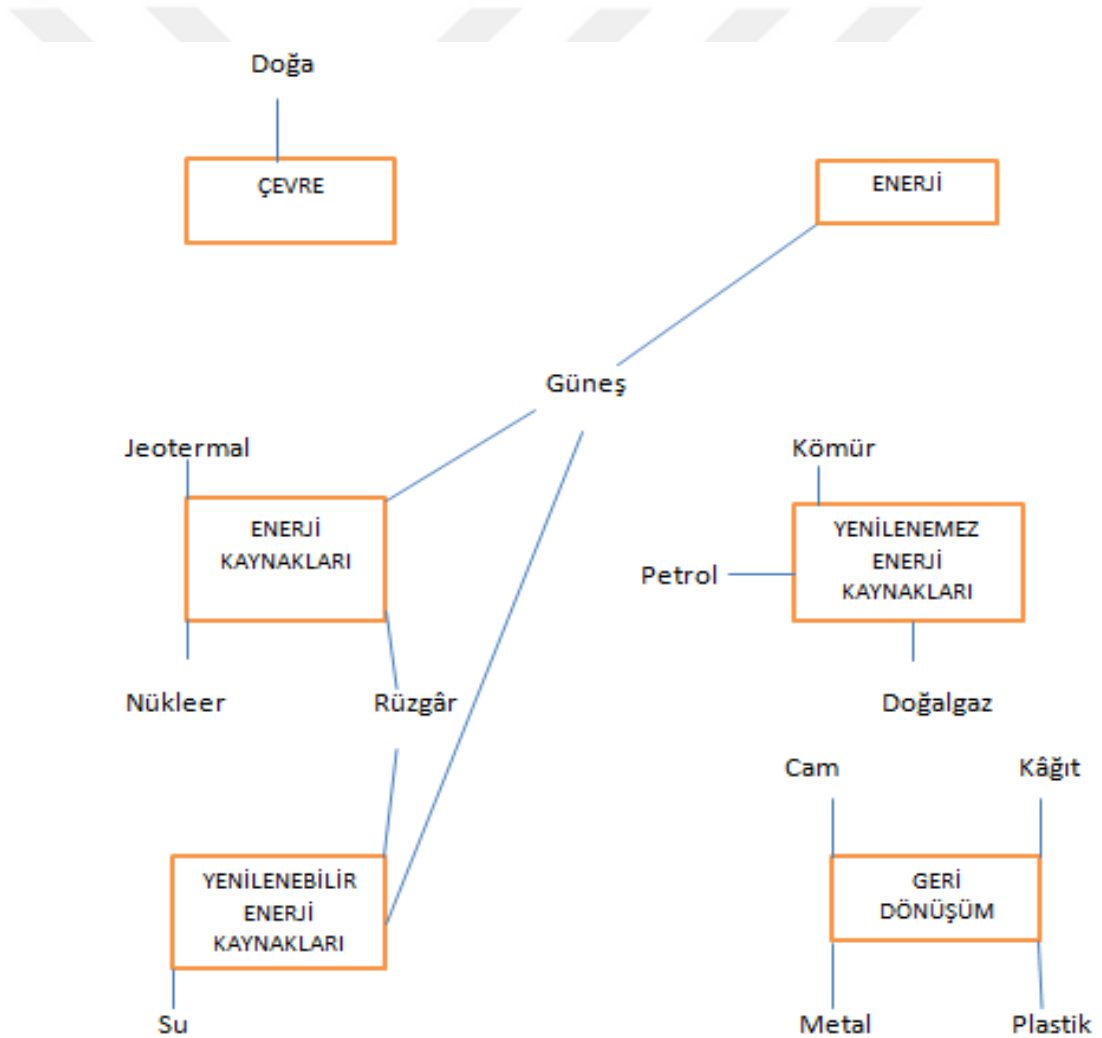 Doğa
ÇEVRE
ENERJİ
Güneş
Jeotermal
Kömür
ENERJİ
KAYNAKLARI
YENİLENEMEZ
ENERJİ
KAYNAKLARI
Petrol
Nükleer
Rüzgâr
Doğalgaz
Cam
Kâğıt
YENİLENEBİLİR
ENERJİ
KAYNAKLARI
GERİ
DÖNÜŞÜM
Su
Metal
Plastik